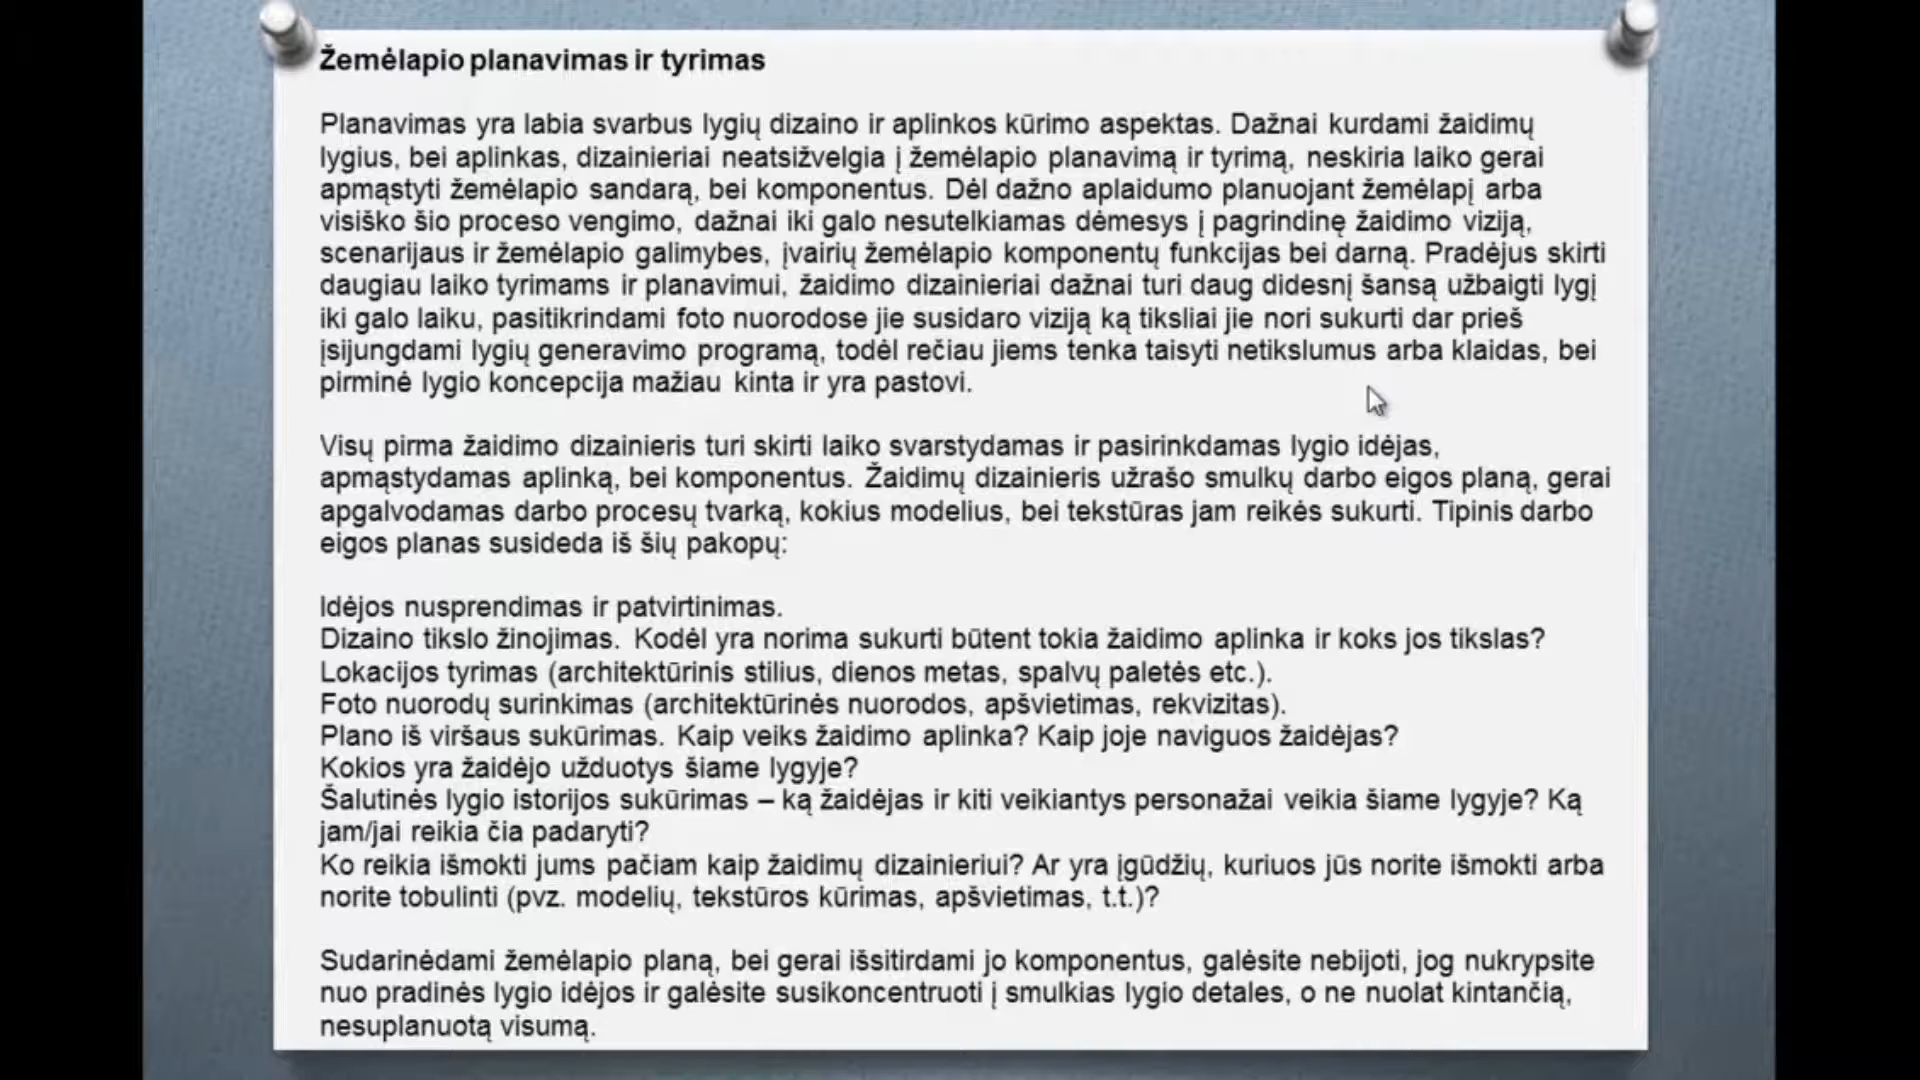 Žemėlapio planavimas ir tyrimas
Planavimas yra labia svarbus lygių dizaino ir aplinkos kūrimo aspektas. Dažnai kurdami žaidimų
lygius, bei aplinkas, dizainieriai neatsižvelgia į žemėlapio planavimą ir tyrimą, neskiria laiko gerai
apmąstyti žemėlapio sandarą, bei komponentus. Dėl dažno aplaidumo planuojant žemėlapį arba
visiško šio proceso vengimo, dažnai iki galo nesutelkiamas dėmesys į pagrindinę žaidimo viziją,
scenarijaus ir žemėlapio galimybes, įvairių žemėlapio komponentų funkcijas bei darną. Pradėjus skirti
daugiau laiko tyrimams ir planavimui, žaidimo dizainieriai dažnai turi daug didesnį šansą užbaigti lygį
iki galo laiku, pasitikrindami foto nuorodose jie susidaro viziją ką tiksliai jie nori sukurti dar prieš
įsijungdami lygių generavimo programą, todėl rečiau jiems tenka taisyti netikslumus arba klaidas, bei
pirminė lygio koncepcija mažiau kinta ir yra pastovi.
Visų pirma žaidimo dizainieris turi skirti laiko svarstydamas ir pasirinkdamas lygio idėjas,
apmąstydamas aplinką, bei komponentus. Žaidimų dizainieris užrašo smulkų darbo eigos planą, gerai
apgalvodamas darbo procesų tvarką, kokius modelius, bei tekstūras jam reikės sukurti. Tipinis darbo
eigos planas susideda iš šių pakopų:
Idėjos nusprendimas ir patvirtinimas.
Dizaino tikslo žinojimas. Kodėl yra norima sukurti būtent tokia žaidimo aplinka ir koks jos tikslas?
Lokacijos tyrimas (architektūrinis stilius, dienos metas, spalvų paletės etc.).
Foto nuorodų surinkimas (architektūrinės nuorodos, apšvietimas, rekvizitas).
Plano iš viršaus sukūrimas. Kaip veiks žaidimo aplinka? Kaip joje naviguos žaidėjas?
Kokios yra žaidėjo užduotys šiame lygyje?
Šalutinės lygio istorijos sukūrimas – ką žaidėjas ir kiti veikiantys personažai veikia šiame lygyje? Ką
jam/jai reikia čia padaryti?
Ko reikia išmokti jums pačiam kaip žaidimų dizainieriui? Ar yra įgūdžių, kuriuos jūs norite išmokti arba
norite tobulinti (pvz. modelių, tekstūros kūrimas, apšvietimas, t.t.)?
Sudarinėdami žemėlapio planą, bei gerai išsitirdami jo komponentus, galėsite nebijoti, jog nukrypsite
nuo pradinės lygio idėjos ir galėsite susikoncentruoti į smulkias lygio detales, o ne nuolat kintančią,
nesuplanuotą visumą.